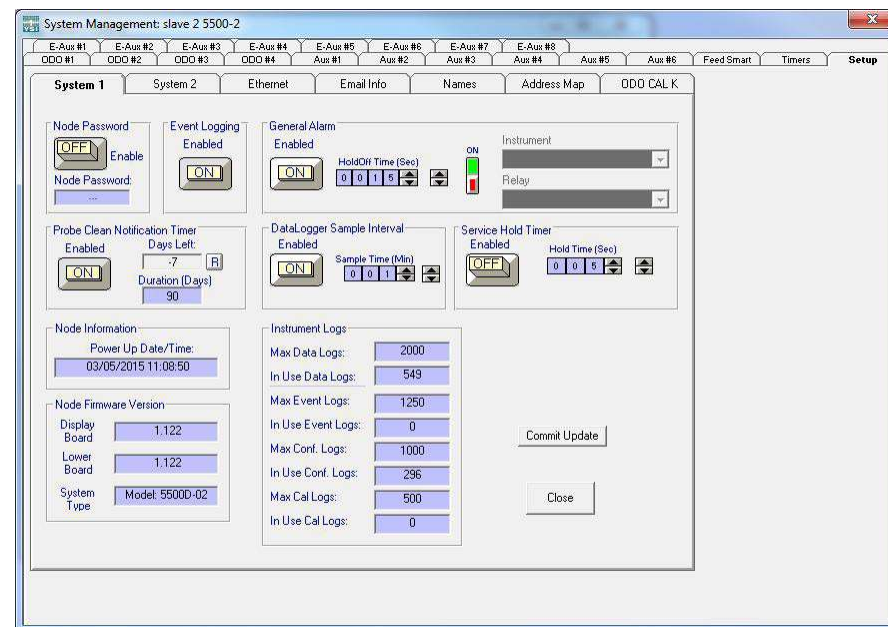 YSI System Management: slave 2 5500-2
E-Aux #1 E-Aux #2 E-Aux #3 E-Aux #4 E-Aux #5 E-Aux #6 E-Aux #7 E-Aux #8
ODO #1 ODO #2 ODO #3 ODO #4 Aux #1 Aux #2 Aux #3 Aux #4 Aux #5 Aux #6 Feed Smart Timers Setup
System 1 System 2 Ethernet Email Info Names Address Map ODO CAL K
Node Password
OFF Enable
Node Password:
...
Event Logging
Enabled
ON
General Alarm
Enabled
ON
HoldOff Time (Sec)
0 0 1 5
ON
Instrument
Relay
Probe Clean Notification Timer
Enabled
ON
Days Left:
-7 R
Duration (Days)
90
DataLogger Sample Interval
Enabled
ON
Sample Time (Min)
0 0 1
Service Hold Timer
Enabled
OFF
Hold Time (Sec)
0 0 5
Node Information
Power Up Date/Time:
03/05/2015 11:08:50
Node Firmware Version
Display Board 1.122
Lower Board 1.122
System Type Model: 5500D-02
Instrument Logs
Max Data Logs: 2000
In Use Data Logs: 549
Max Event Logs: 1250
In Use Event Logs: 0
Max Conf. Logs: 1000
In Use Conf. Logs: 296
Max Cal Logs: 500
In Use Cal Logs: 0
Commit Update
Close